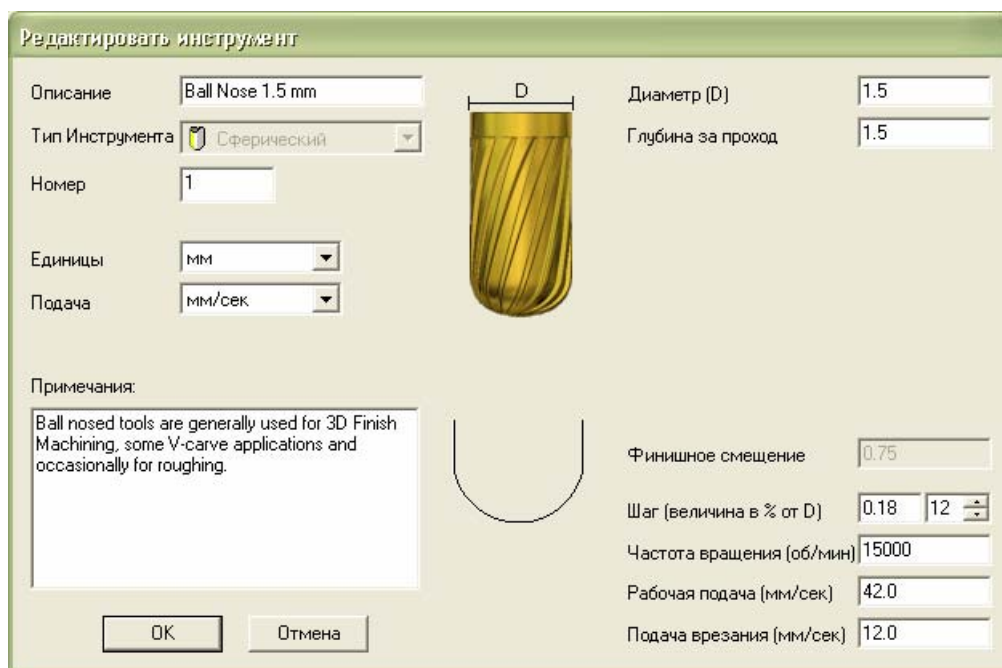 Редактировать инструмент
Описание Ball Nose 1.5 mm
Тип Инструмента Сферический
Номер 1
Единицы мм
Подача мм/сек
Примечания:
Ball nosed tools are generally used for 3D Finish
Machining, some V-carve applications and
occasionally for roughing.
OK Отмена
D
Диаметр (D) 1.5
Глубина за проход 1.5
Финишное смещение 0.75
Шаг (величина в % от D) 0.18 12
Частота вращения (об/мин) 15000
Рабочая подача (мм/сек) 42.0
Подача врезания (мм/сек) 12.0